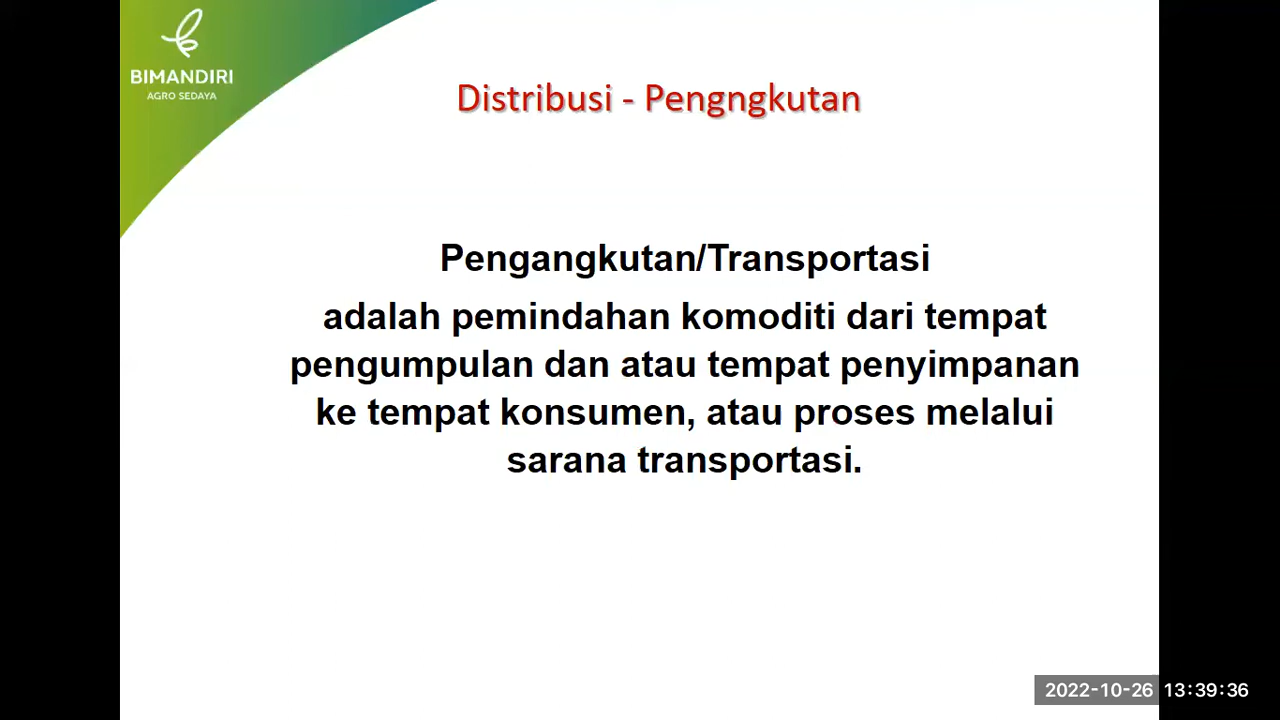 BIMANDIRI
AGRO SEDAYA
Distribusi - Pengngkutan
Pengangkutan/Transportasi
adalah pemindahan komoditi dari tempat
pengumpulan dan atau tempat penyimpanan
ke tempat konsumen, atau proses melalui
sarana transportasi.
2022-10-26 13:39:36